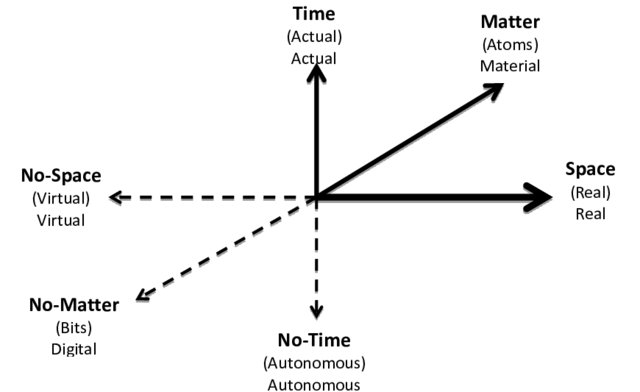 Time
(Actual)
Actual
Matter
(Atoms)
Material
No-Space
(Virtual)
Virtual
Space
(Real)
Real
No-Matter
(Bits)
Digital
No-Time
(Autonomous)
Autonomous